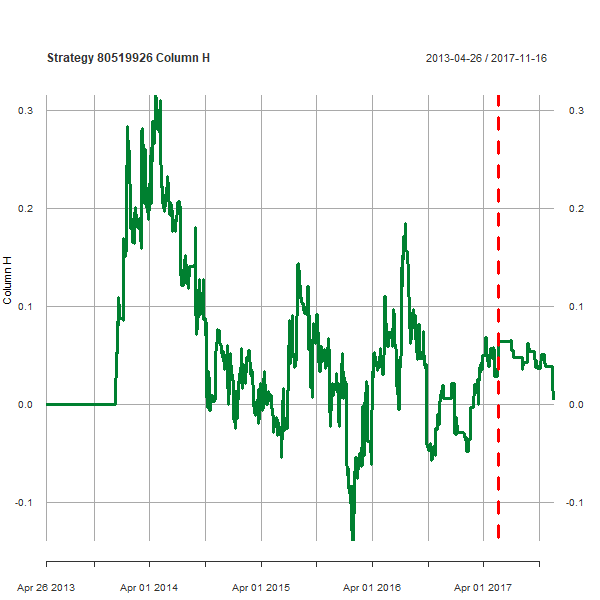 Strategy 80519926 Column H 2013-04-26 / 2017-11-16
0.3 0.3
0.2 0.2
0.1 0.1
0.0 0.0
-0.1 -0.1
Column H
Apr 26 2013 Apr 01 2014 Apr 01 2015 Apr 01 2016 Apr 01 2017